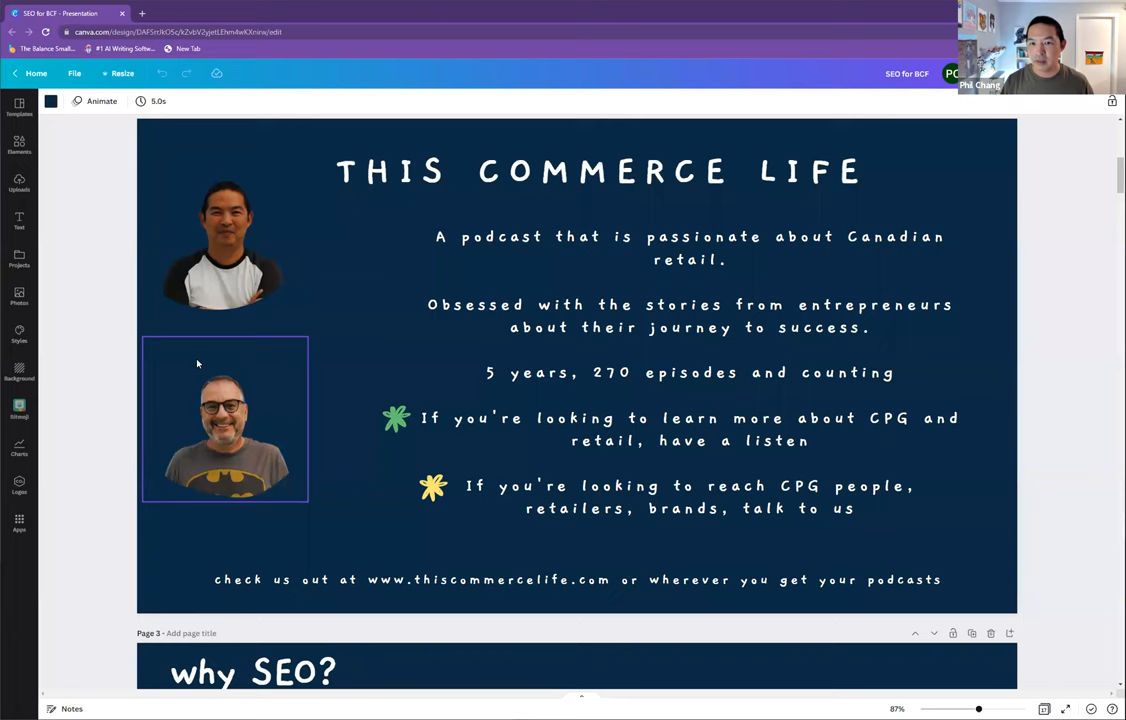 SEO for BCF - Presentation
canva.com/design/DAFSrr/kO5c/kZvbV2yjetLEhm4wKXninw/edit
The Balance Small...
#1 AI Writing Softw...
New Tab
Home
File
Resize
SEO for BCF
PC
Phil Chang
Animate
5.0s
Templates
Elements
Uploads
Text
Projects
Photos
Styles
Background
Bitmoji
Charts
Logos
Apps
THIS COMMERCE LIFE
A podcast that is passionate about Canadian
retail.
Obsessed with the stories from entrepreneurs
about their journey to success.
5 years, 270 episodes and counting
If you're looking to learn more about CPG and
retail, have a listen
If you're looking to reach CPG people,
retailers, brands, talk to us
check us out at www.thiscommercelife.com or wherever you get your podcasts
Page 3 - Add page title
why SEO?
Notes
87%
17